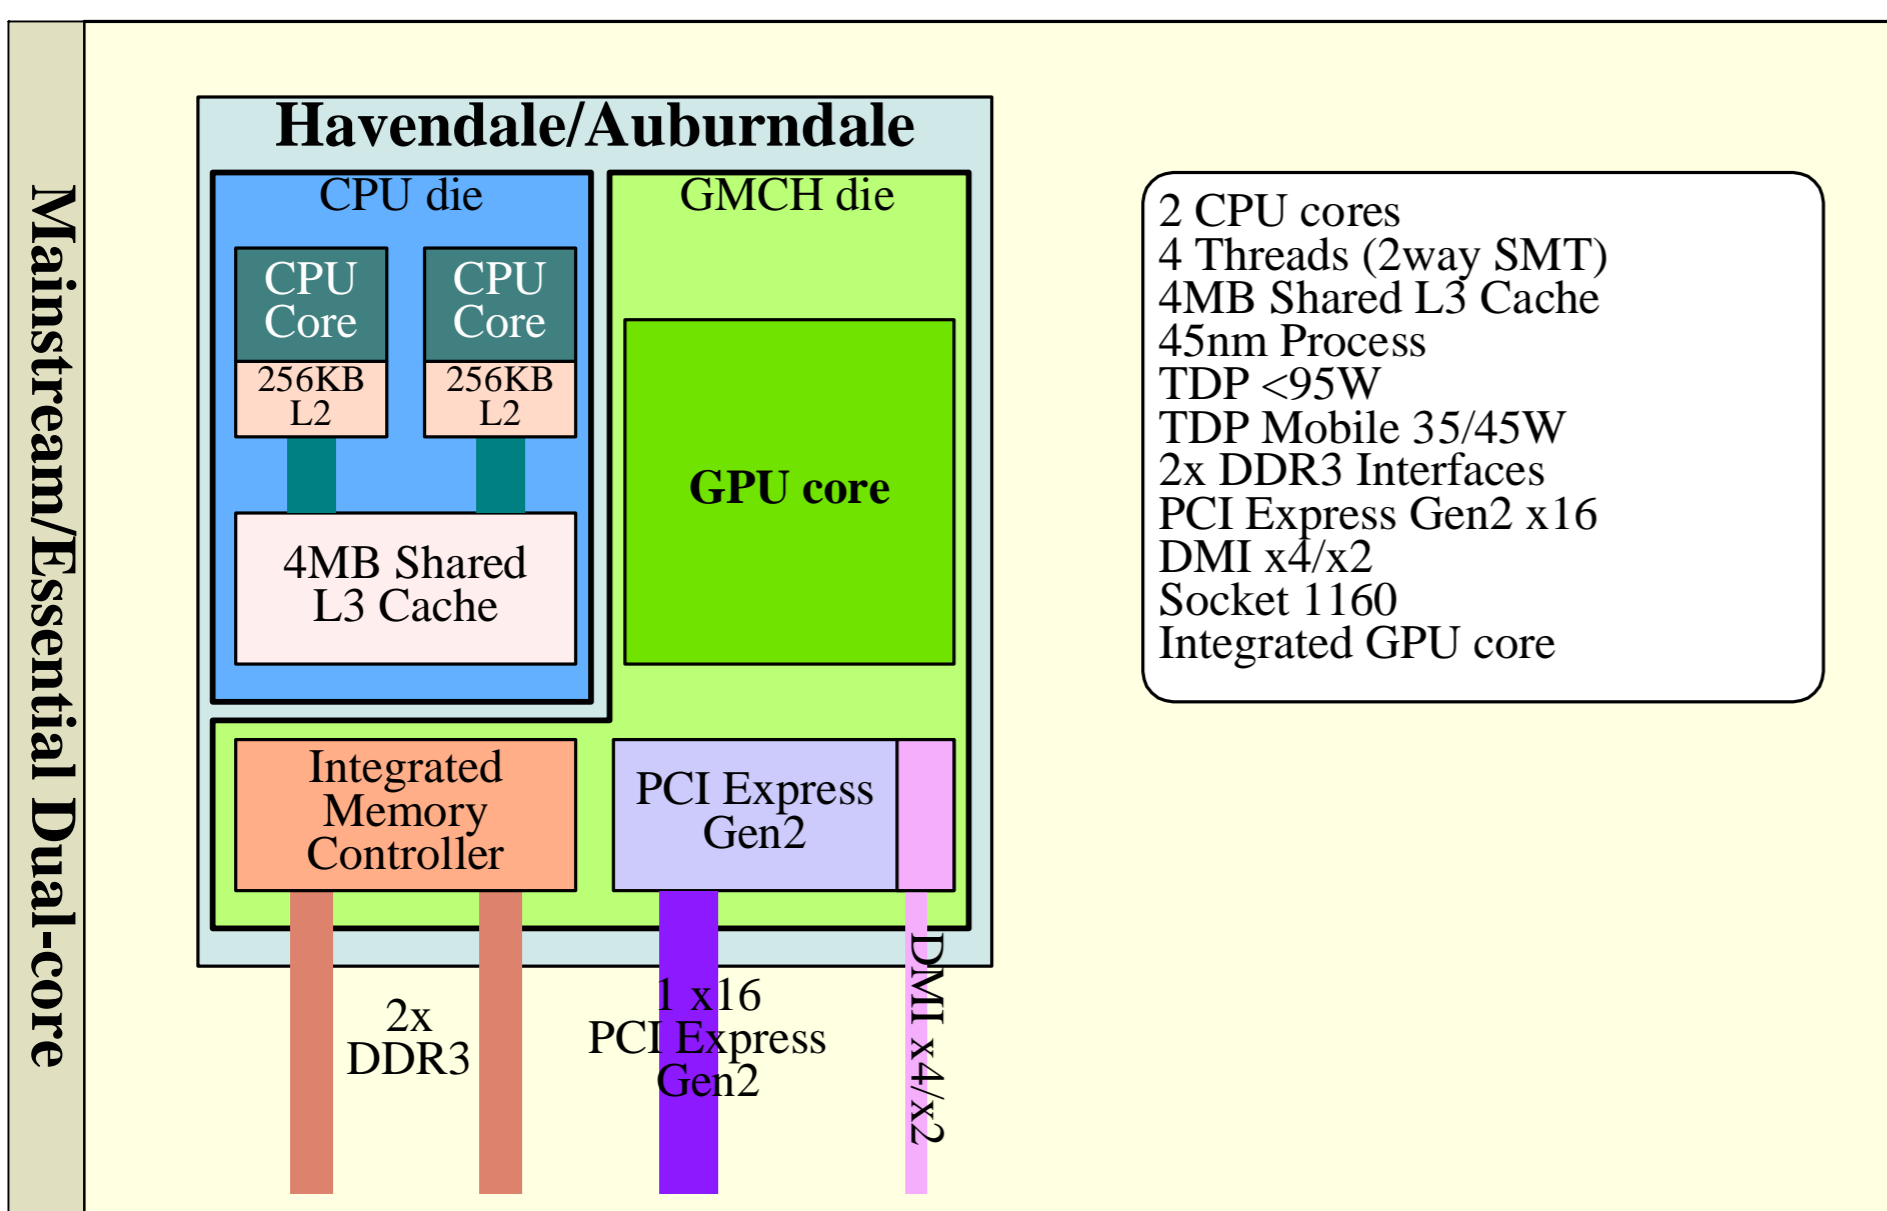 Mainstream/Essential Dual-core
Havendale/Auburndale
CPU die
CPU
Core
256KB
L2
CPU
Core
256KB
L2
4MB Shared
L3 Cache
GMCH die
GPU core
Integrated
Memory
Controller
PCI Express
Gen2
2x
DDR3
1 x16
PCI Express
Gen2
DMI x4/x2
2 CPU cores
4 Threads (2way SMT)
4MB Shared L3 Cache
45nm Process
TDP <95W
TDP Mobile 35/45W
2x DDR3 Interfaces
PCI Express Gen2 x16
DMI x4/x2
Socket 1160
Integrated GPU core